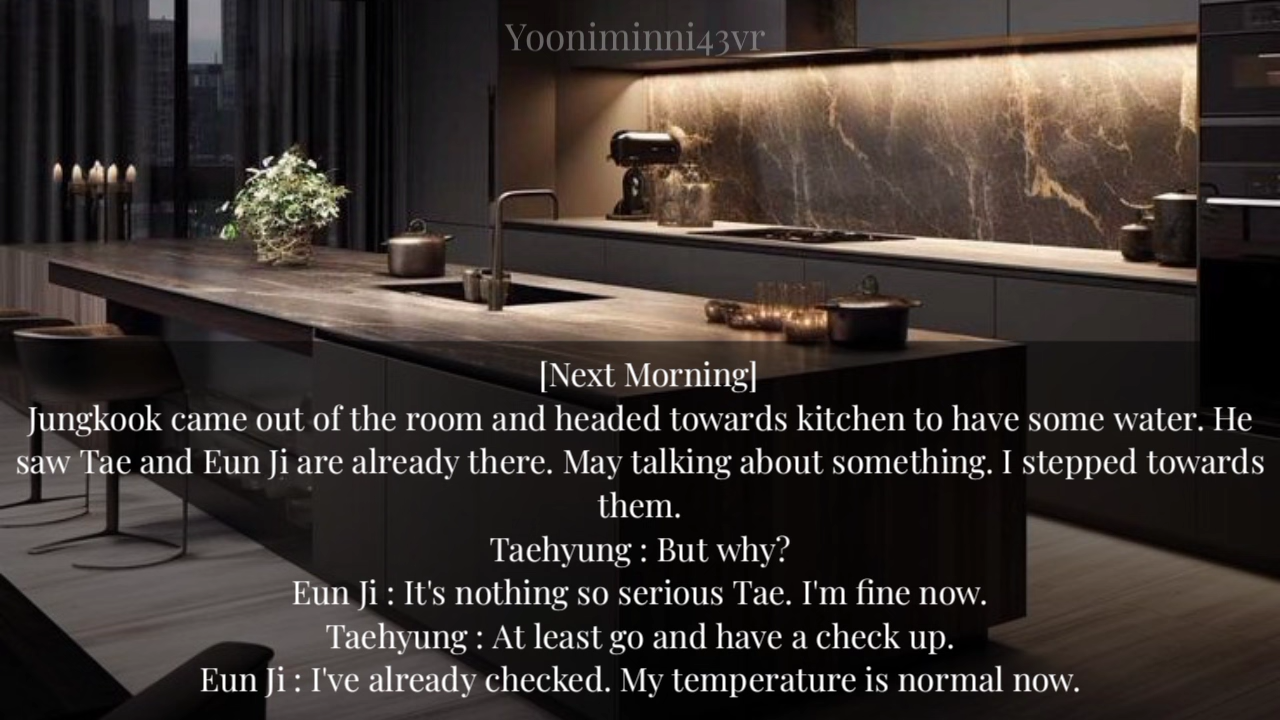 Yooniminni43vr
[Next Morning]
Jungkook came out of the room and headed towards kitchen to have some water. He
saw Tae and Eun Ji are already there. May talking about something. I stepped towards
them.
Taehyung : But why?
Eun Ji : It's nothing so serious Tae. I'm fine now.
Taehyung : At least go and have a check up.
Eun Ji : I've already checked. My temperature is normal now.